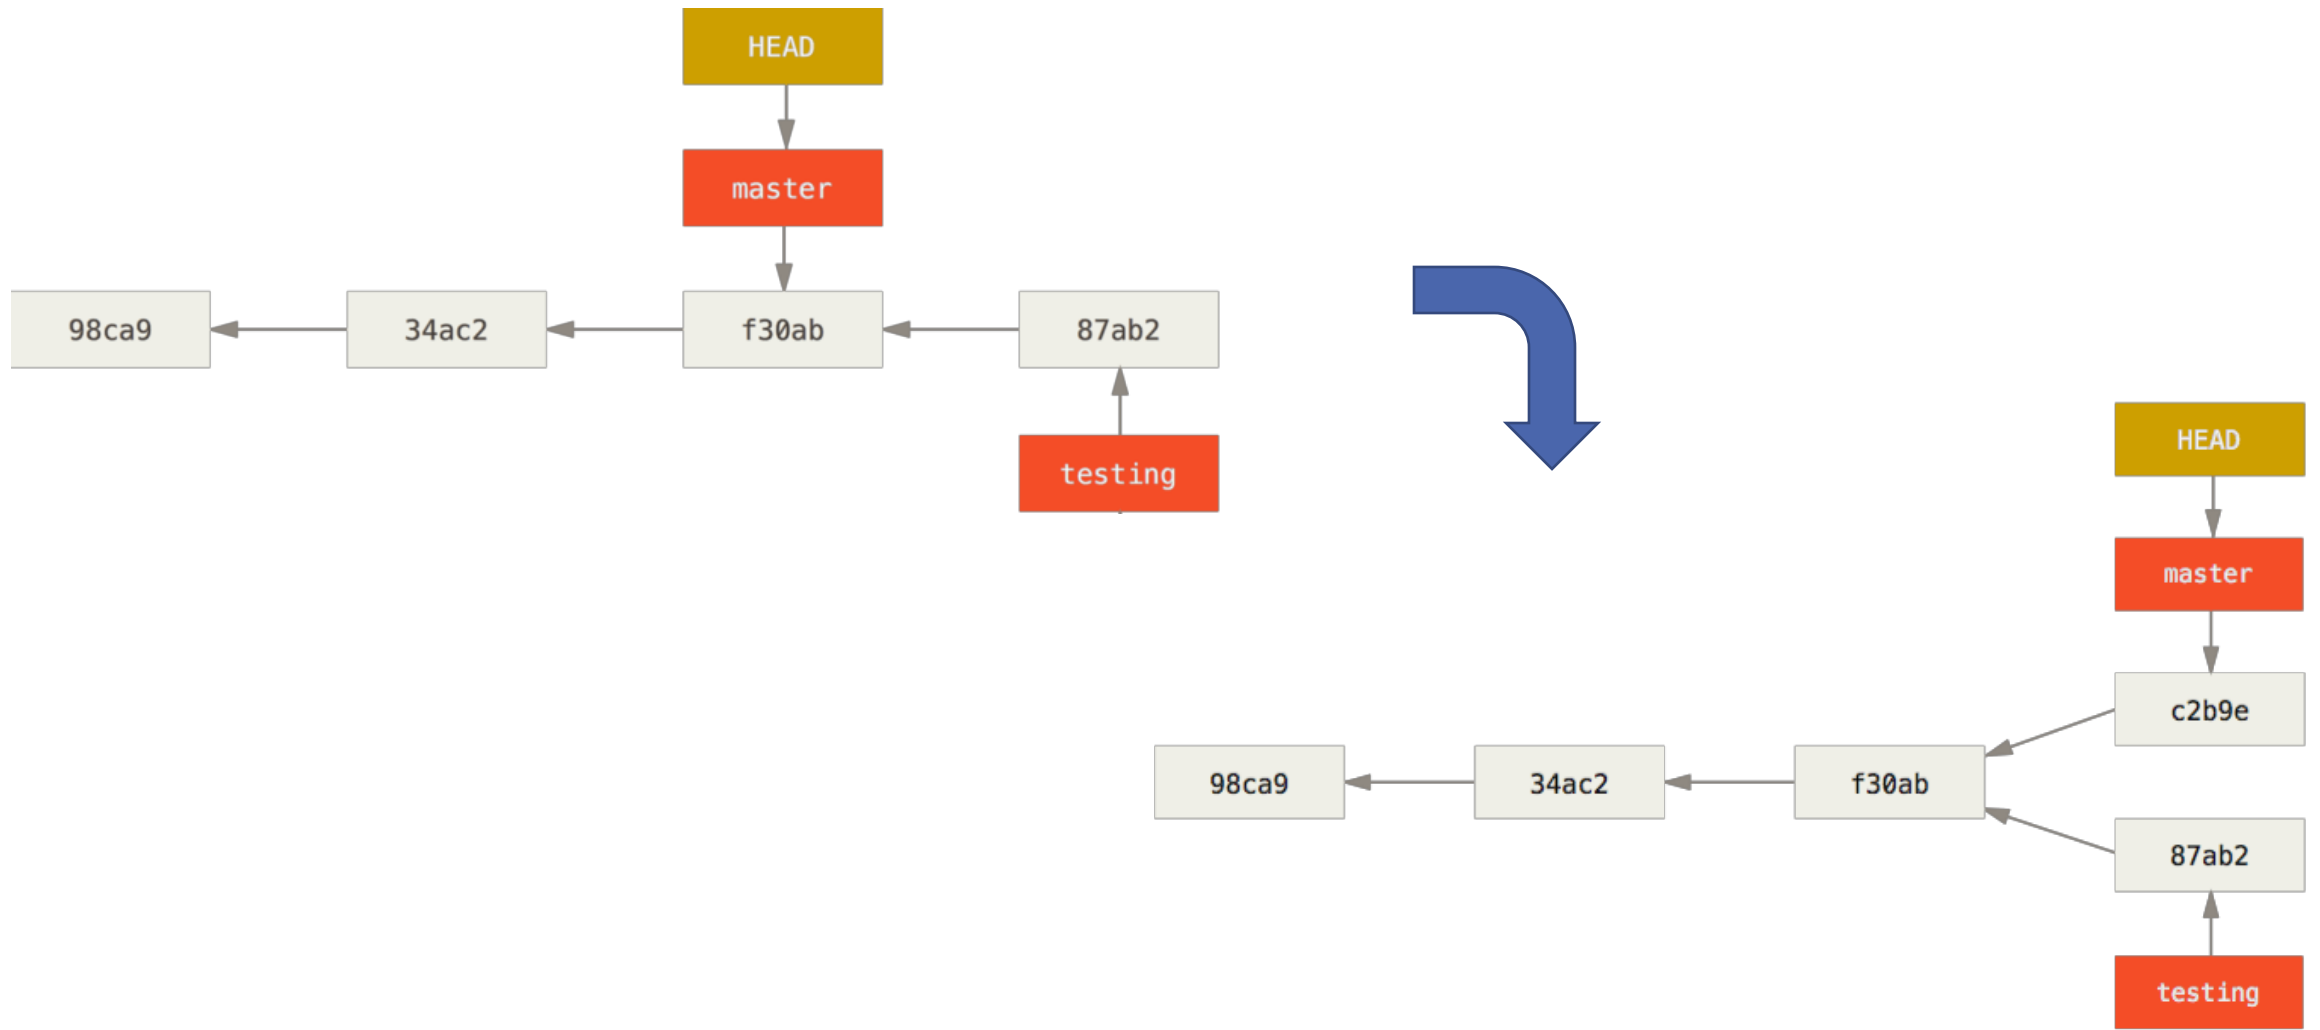 HEAD
master
98ca9
34ac2
f30ab
87ab2
testing
HEAD
master
c2b9e
98ca9
34ac2
f30ab
87ab2
testing